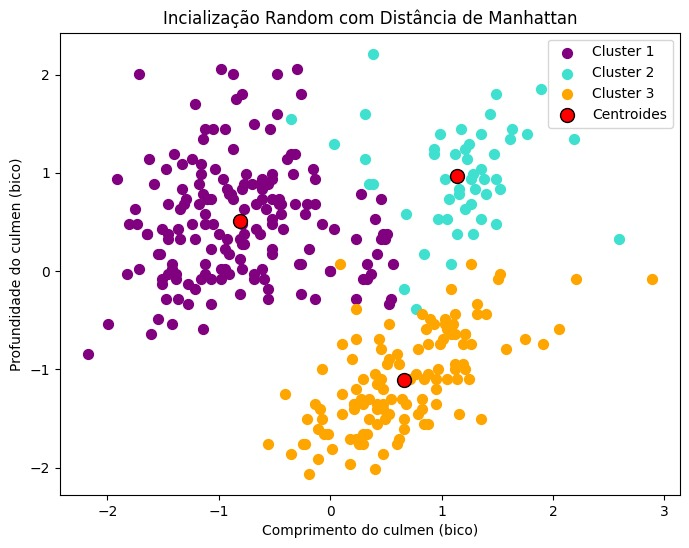 Incialização Random com Distância de Manhattan
Cluster 1
Cluster 2
Cluster 3
Centroides
Profundidade do culmen (bico)
2
1
0
−1
−2
−2
−1
0
1
2
3
Comprimento do culmen (bico)